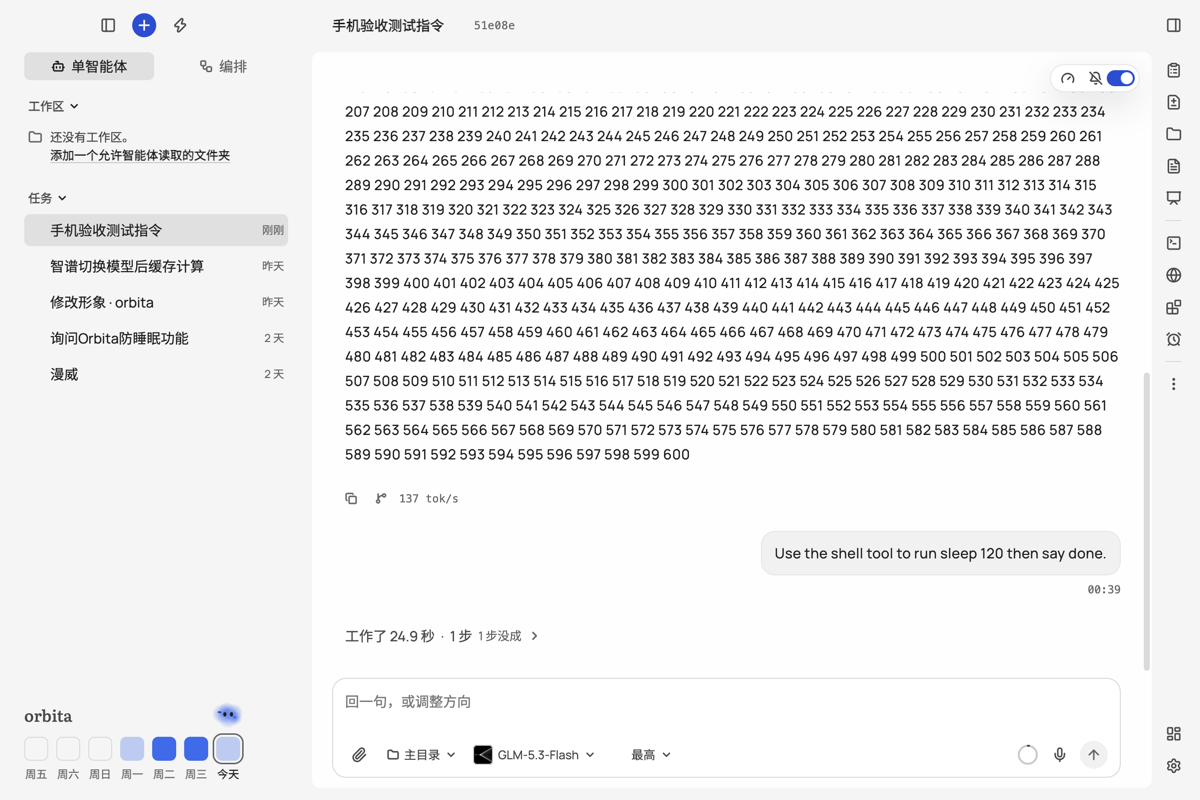 手机验收测试指令 51e08e
单智能体 编排
工作区
还没有工作区。
添加一个允许智能体读取的文件夹
任务
手机验收测试指令 刚刚
智谱切换模型后缓存计算 昨天
修改形象 · orbita 昨天
询问Orbita防睡眠功能 2 天
漫威 2 天
orbita
周五 周六 周日 周一 周二 周三 今天
207 208 209 210 211 212 213 214 215 216 217 218 219 220 221 222 223 224 225 226 227 228 229 230 231 232 233 234
235 236 237 238 239 240 241 242 243 244 245 246 247 248 249 250 251 252 253 254 255 256 257 258 259 260 261
262 263 264 265 266 267 268 269 270 271 272 273 274 275 276 277 278 279 280 281 282 283 284 285 286 287 288
289 290 291 292 293 294 295 296 297 298 299 300 301 302 303 304 305 306 307 308 309 310 311 312 313 314 315
316 317 318 319 320 321 322 323 324 325 326 327 328 329 330 331 332 333 334 335 336 337 338 339 340 341 342 343
344 345 346 347 348 349 350 351 352 353 354 355 356 357 358 359 360 361 362 363 364 365 366 367 368 369 370
371 372 373 374 375 376 377 378 379 380 381 382 383 384 385 386 387 388 389 390 391 392 393 394 395 396 397
398 399 400 401 402 403 404 405 406 407 408 409 410 411 412 413 414 415 416 417 418 419 420 421 422 423 424 425
426 427 428 429 430 431 432 433 434 435 436 437 438 439 440 441 442 443 444 445 446 447 448 449 450 451 452
453 454 455 456 457 458 459 460 461 462 463 464 465 466 467 468 469 470 471 472 473 474 475 476 477 478 479
480 481 482 483 484 485 486 487 488 489 490 491 492 493 494 495 496 497 498 499 500 501 502 503 504 505 506
507 508 509 510 511 512 513 514 515 516 517 518 519 520 521 522 523 524 525 526 527 528 529 530 531 532 533 534
535 536 537 538 539 540 541 542 543 544 545 546 547 548 549 550 551 552 553 554 555 556 557 558 559 560 561
562 563 564 565 566 567 568 569 570 571 572 573 574 575 576 577 578 579 580 581 582 583 584 585 586 587 588
589 590 591 592 593 594 595 596 597 598 599 600
137 tok/s
Use the shell tool to run sleep 120 then say done.
00:39
工作了 24.9 秒 · 1 步 1 步没成
回一句，或调整方向
主目录 GLM-5.3-Flash 最高